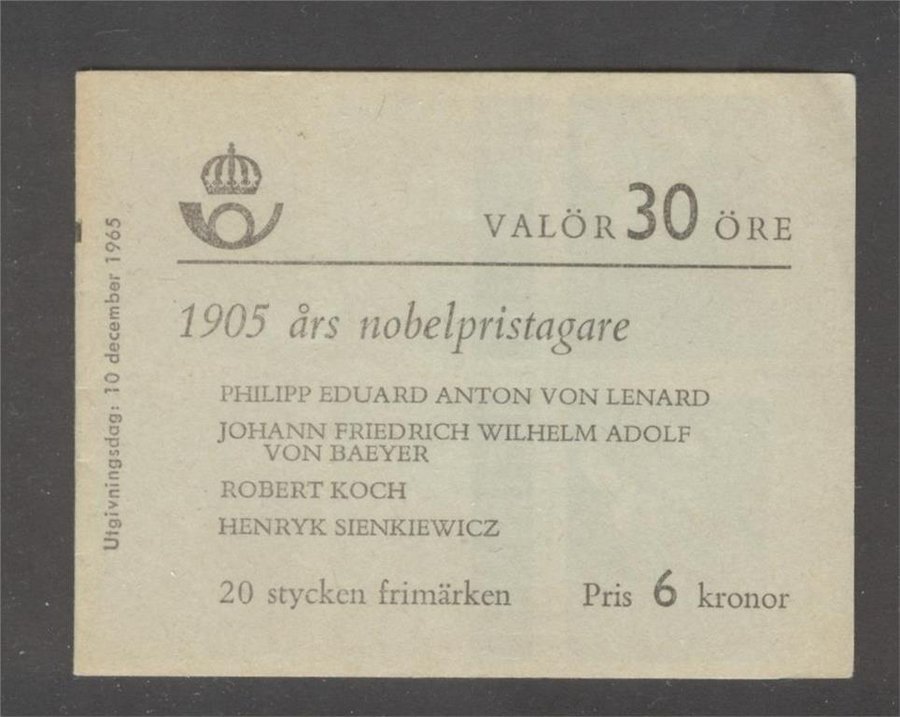 VALÖR 30 ÖRE
1905 års nobelpristagare
PHILIPP EDUARD ANTON VON LENARD
JOHANN FRIEDRICH WILHELM ADOLF
VON BAEYER
ROBERT KOCH
HENRYK SIENKIEWICZ
20 stycken frimärken Pris 6 kronor
Utgivningsdag: 10 december 1965